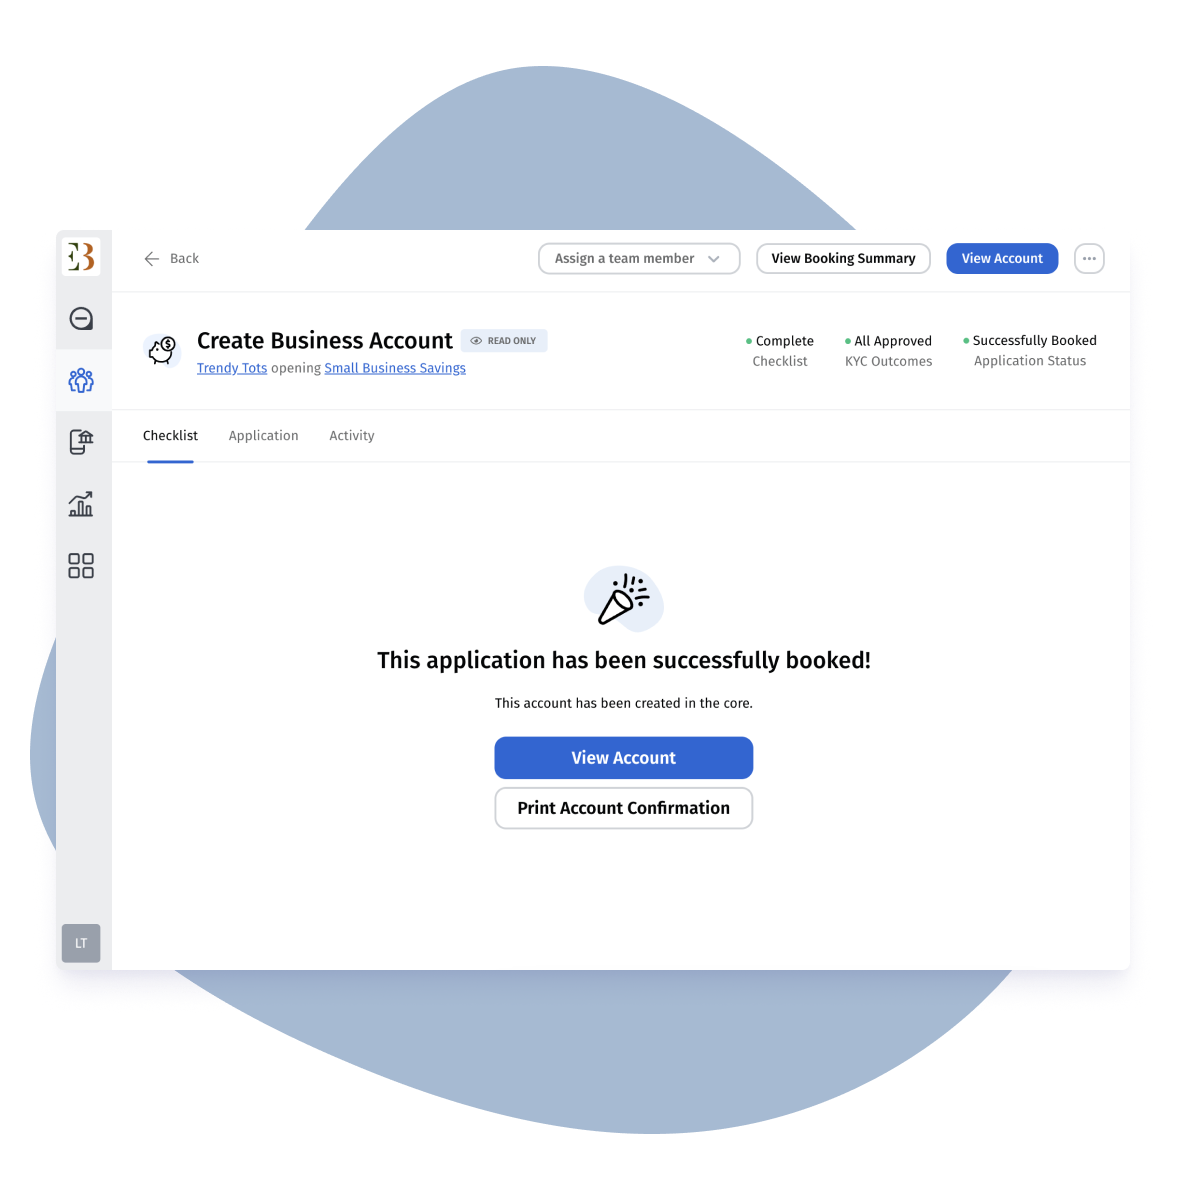 EB
Back
Assign a team member
View Booking Summary
View Account
Create Business Account
READ ONLY
Trendy Tots opening Small Business Savings
Complete
Checklist
All Approved
KYC Outcomes
Successfully Booked
Application Status
Checklist
Application
Activity
This application has been successfully booked!
This account has been created in the core.
View Account
Print Account Confirmation
LT